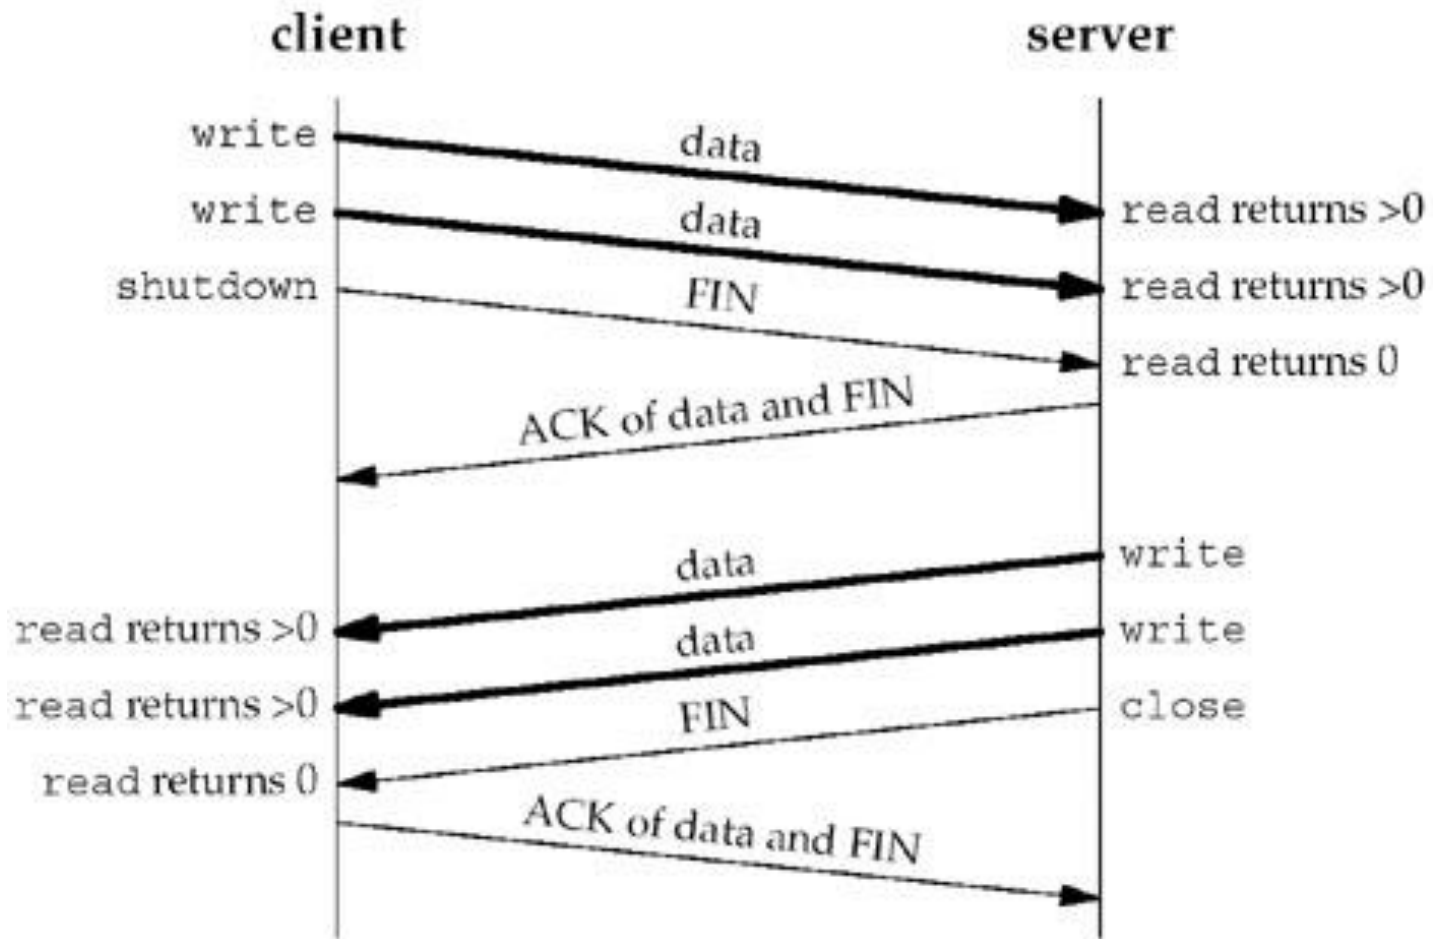 client server
write data
read returns >0
write data
read returns >0
shutdown FIN
read returns 0
ACK of data and FIN
data write
read returns >0
data write
read returns >0
FIN close
read returns 0
ACK of data and FIN